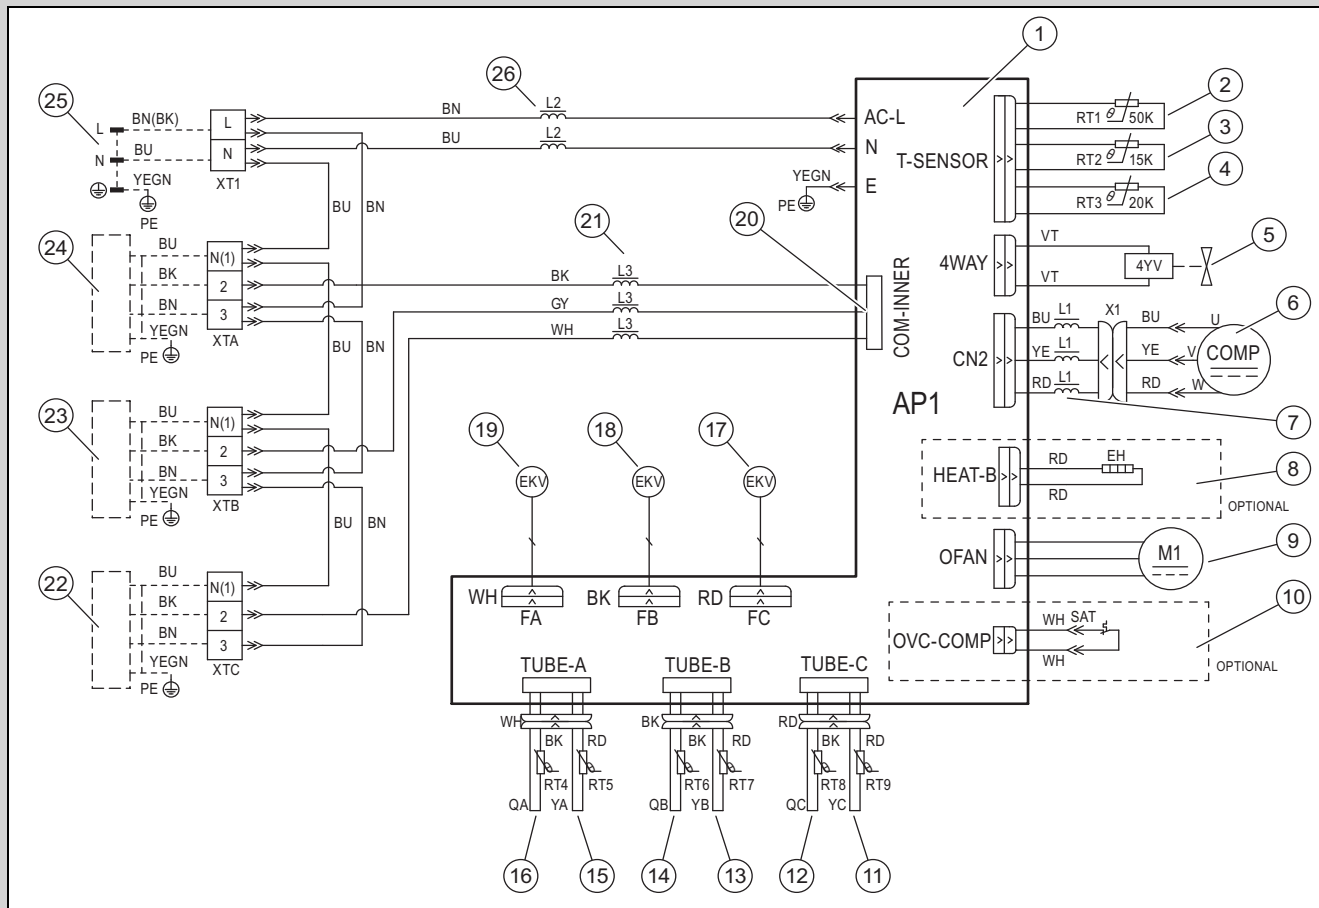 1
26
25
L2
2
BN(BK)
BN
AC-L
RT1
50K
L
L
L2
3
BU
BU
N
N
N
T-SENSOR
RT2
15K
YEGN
XT1
YEGN
E
4
PE
BU
BN
PE
RT3
20K
20
21
24
BU
N(1)
VT
5
4WAY
4YV
BK
2
BK
L3
VT
BN
3
GY
L3
COM-INNER
BU
L1
X1
BU
U
6
YEGN
XTA
WH
L3
CN2
YE
L1
YE
V
COMP
PE
BU
BN
RD
L1
RD
W
AP1
7
23
BU
N(1)
19
18
17
BK
2
HEAT-B
RD
EH
8
BN
3
EKV
EKV
EKV
RD
YEGN
XTB
OPTIONAL
PE
BU
BN
OFAN
M1
9
22
BU
N(1)
WH
FA
BK
FB
RD
FC
10
BK
2
WH
SAT
OVC-COMP
BN
3
WH
YEGN
XTC
TUBE-A
TUBE-B
TUBE-C
OPTIONAL
PE
WH
BK
RD
BK
RD
BK
RD
BK
RD
RT4
RT5
RT6
RT7
RT8
RT9
QA
YA
QB
YB
QC
YC
16
15
14
13
12
11